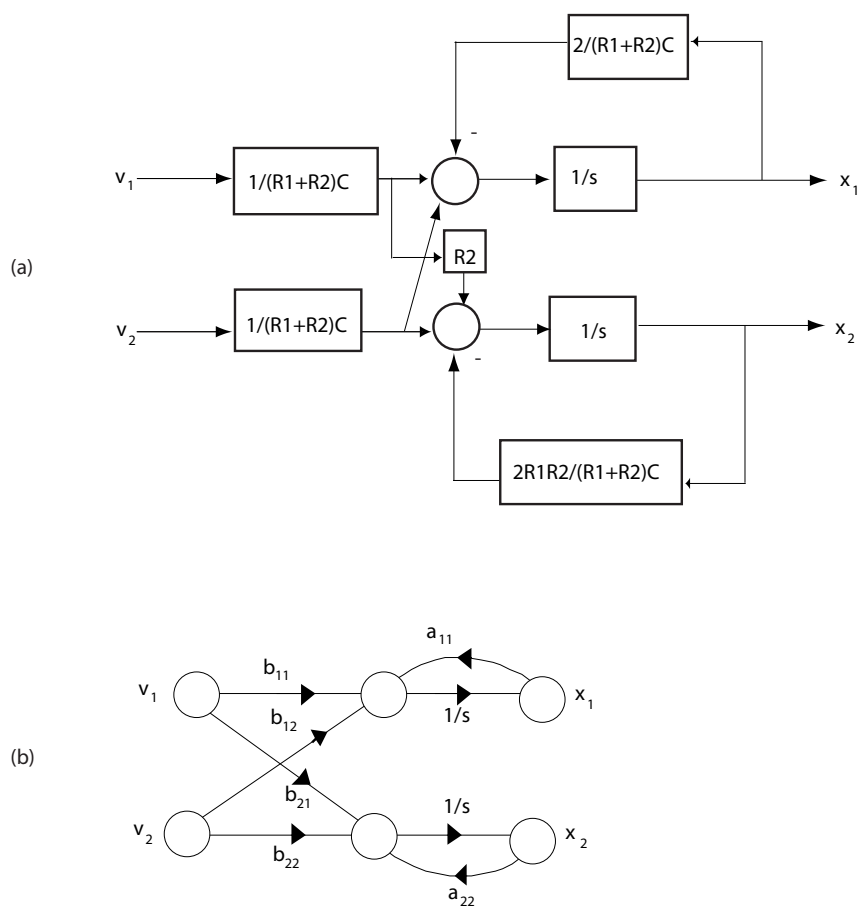 2/(R1+R2)C
-
v1 1/(R1+R2)C 1/s x1
(a)
R2
v2 1/(R1+R2)C 1/s x2
-
2R1R2/(R1+R2)C
a11
v1 b11 x1
b12 1/s
(b)
b21 1/s
v2 x2
b22
a22